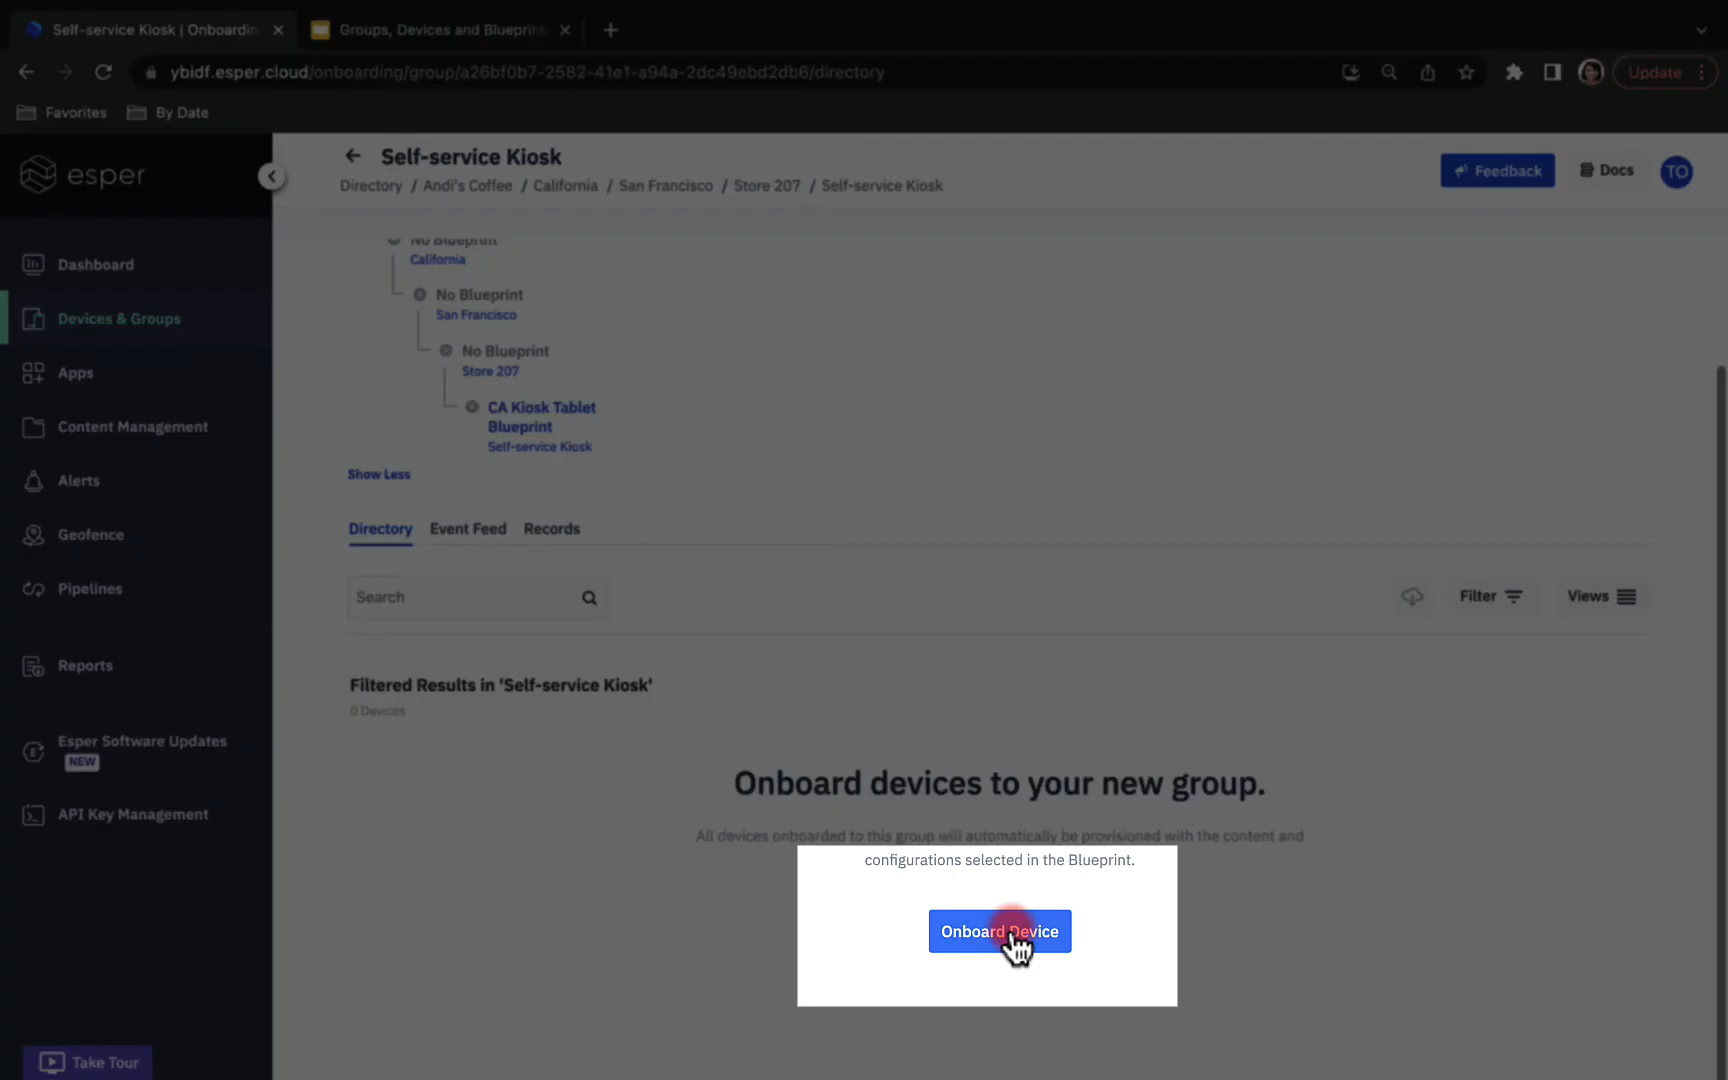 Self-service Kiosk | Onboardin
Groups, Devices and Blueprint
ybidf.esper.cloud/onboarding/group/a26bf0b7-2582-41e1-a94a-2dc49ebd2db6/directory
Update
Favorites
By Date
esper
Self-service Kiosk
Directory / Andi's Coffee / California / San Francisco / Store 207 / Self-service Kiosk
Feedback
Docs
TO
Dashboard
Devices & Groups
Apps
Content Management
Alerts
Geofence
Pipelines
Reports
Esper Software Updates
NEW
API Key Management
Take Tour
No Blueprint
California
No Blueprint
San Francisco
No Blueprint
Store 207
CA Kiosk Tablet
Blueprint
Self-service Kiosk
Show Less
Directory
Event Feed
Records
Search
Filter
Views
Filtered Results in 'Self-service Kiosk'
0 Devices
Onboard devices to your new group.
All devices onboarded to this group will automatically be provisioned with the content and
configurations selected in the Blueprint.
Onboard Device